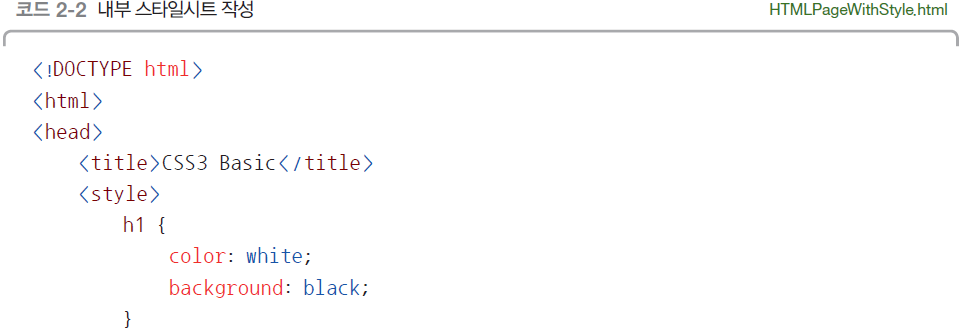 코드 2-2 내부 스타일시트 작성 HTMLPageWithStyle.html
<!DOCTYPE html>
<html>
<head>
    <title>CSS3 Basic</title>
    <style>
        h1 {
            color: white;
            background: black;
        }